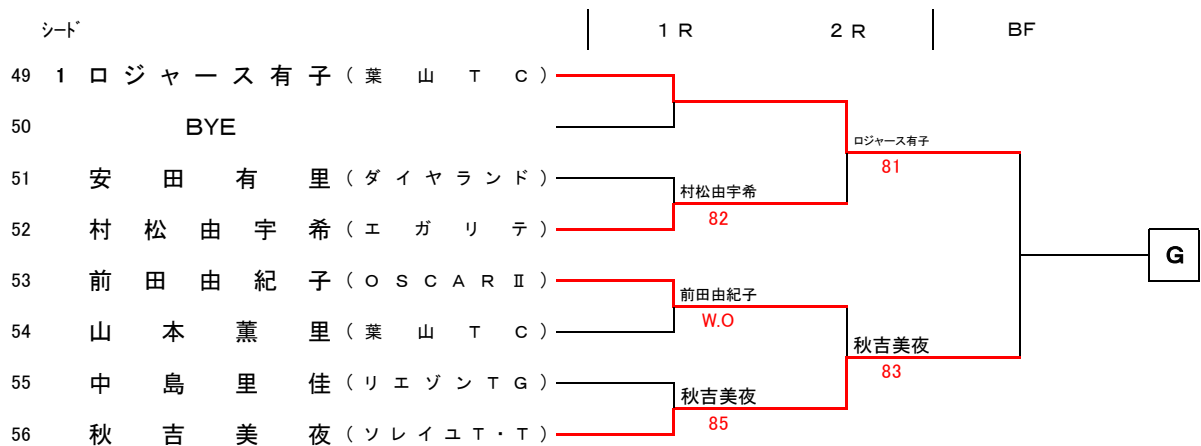 シード 1 R 2 R BF
49 1 ロジャース有子 (葉山TC)
50 BYE
ロジャース有子
81
51 安田有里 (ダイヤランド)
村松由宇希
82
52 村松由宇希 (エガリテ)
G
53 前田由紀子 (OSCARⅡ)
前田由紀子
W.O
54 山本薫里 (葉山TC)
秋吉美夜
83
55 中島里佳 (リエゾンTG)
秋吉美夜
85
56 秋吉美夜 (ソレイユT・T)